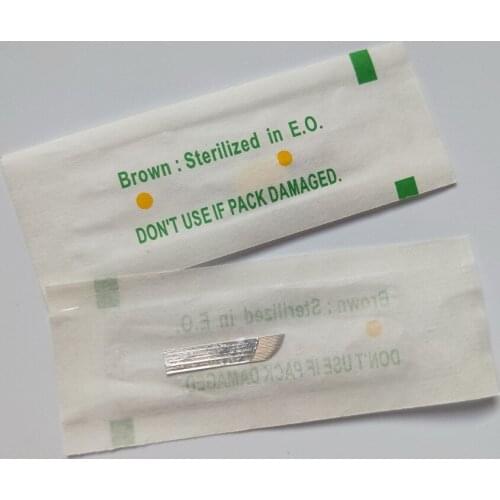 Brown : Sterilized in E.O.
DON'T USE IF PACK DAMAGED.
Brown : Sterilized in E.O.
DON'T USE IF PACK DAMAGED.